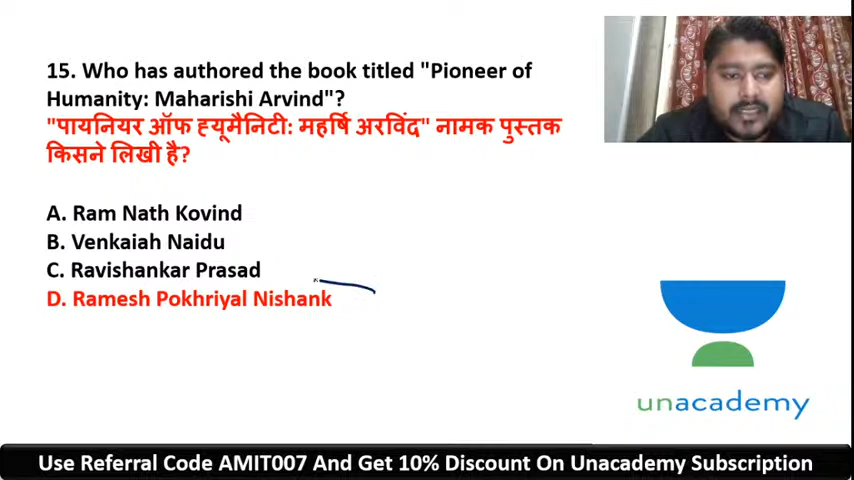 15. Who has authored the book titled "Pioneer of
Humanity: Maharishi Arvind"?
"पायनियर ऑफ ह्यूमैनिटी: महर्षि अरविंद" नामक पुस्तक
किसने लिखी है?
A. Ram Nath Kovind
B. Venkaiah Naidu
C. Ravishankar Prasad
D. Ramesh Pokhriyal Nishank
unacademy
Use Referral Code AMIT007 And Get 10% Discount On Unacademy Subscription